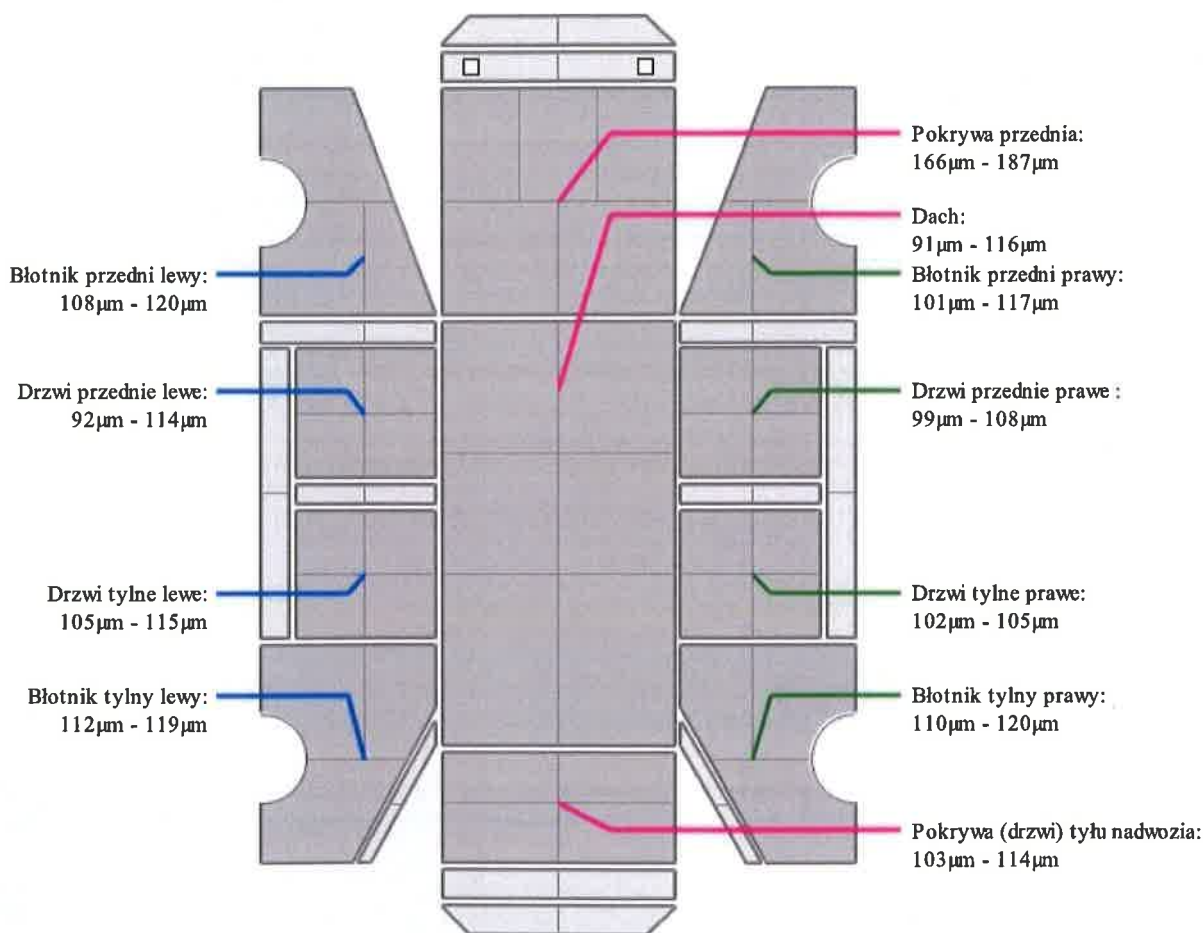 Pokrywa przednia:
166µm - 187µm
Dach:
91µm - 116µm
Błotnik przedni lewy:
108µm - 120µm
Błotnik przedni prawy:
101µm - 117µm
Drzwi przednie lewe:
92µm - 114µm
Drzwi przednie prawe :
99µm - 108µm
Drzwi tylne lewe:
105µm - 115µm
Drzwi tylne prawe:
102µm - 105µm
Błotnik tylny lewy:
112µm - 119µm
Błotnik tylny prawy:
110µm - 120µm
Pokrywa (drzwi) tyłu nadwozia:
103µm - 114µm